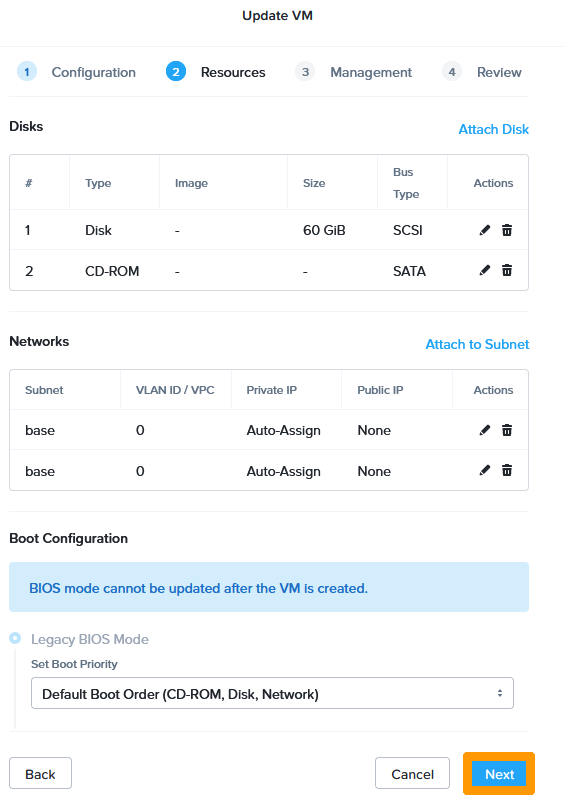 Update VM
1 Configuration 2 Resources 3 Management 4 Review
Disks
Attach Disk
# Type Image Size Bus Type Actions
1 Disk - 60 GiB SCSI
2 CD-ROM - - SATA
Networks
Attach to Subnet
Subnet VLAN ID / VPC Private IP Public IP Actions
base 0 Auto-Assign None
base 0 Auto-Assign None
Boot Configuration
BIOS mode cannot be updated after the VM is created.
Legacy BIOS Mode
Set Boot Priority
Default Boot Order (CD-ROM, Disk, Network)
Back Cancel Next